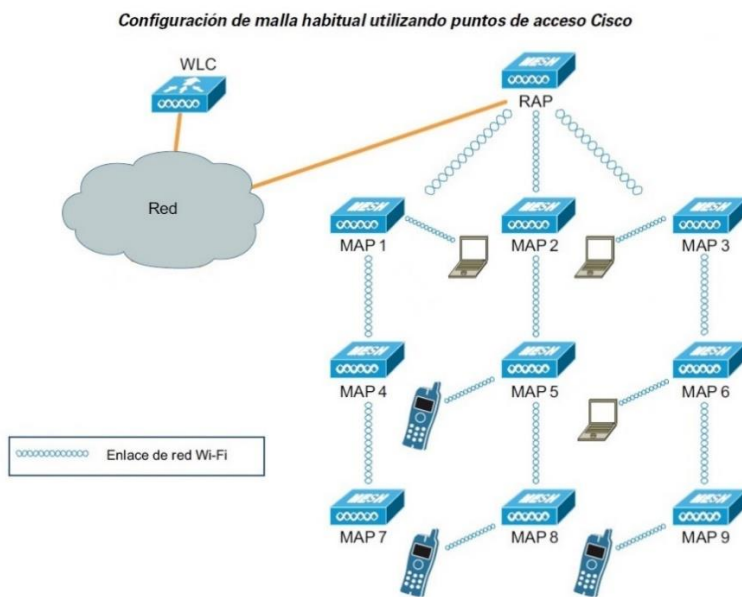 Configuración de malla habitual utilizando puntos de acceso Cisco
WLC
RAP
Red
MAP 1
MAP 2
MAP 3
MAP 4
MAP 5
MAP 6
Enlace de red Wi-Fi
MAP 7
MAP 8
MAP 9